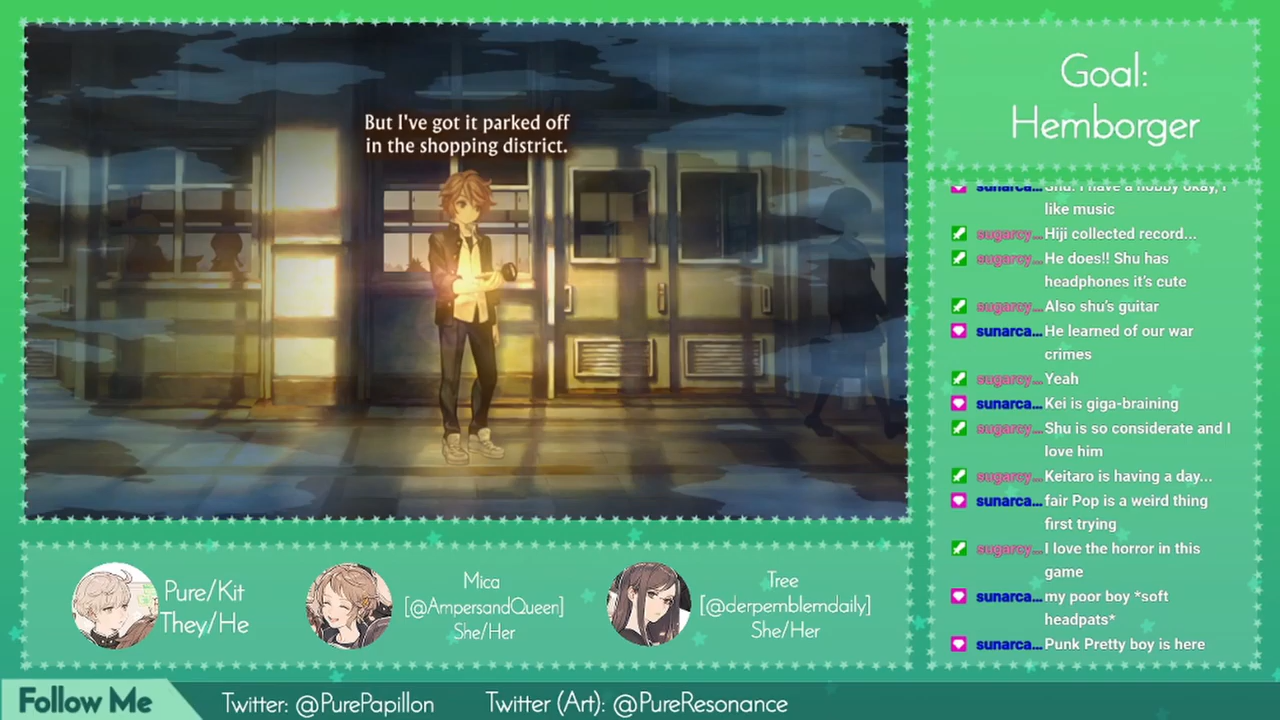 But I've got it parked off
in the shopping district.
Goal:
Hemborger
sunarca... Shu: I have a hobby okay, I
like music
sugarcy... Hiji collected record...
sugarcy... He does!! Shu has
headphones it's cute
sugarcy... Also shu's guitar
sunarca... He learned of our war
crimes
sugarcy... Yeah
sunarca... Kei is giga-braining
sugarcy... Shu is so considerate and I
love him
sugarcy... Keitaro is having a day...
sunarca... fair Pop is a weird thing
first trying
sugarcy... I love the horror in this
game
sunarca... my poor boy *soft
headpats*
sunarca... Punk Pretty boy is here
Pure/Kit
They/He
Mica
[@AmpersandQueen]
She/Her
Tree
[@derpemblemdaily]
She/Her
Follow Me
Twitter: @PurePapillon
Twitter (Art): @PureResonance